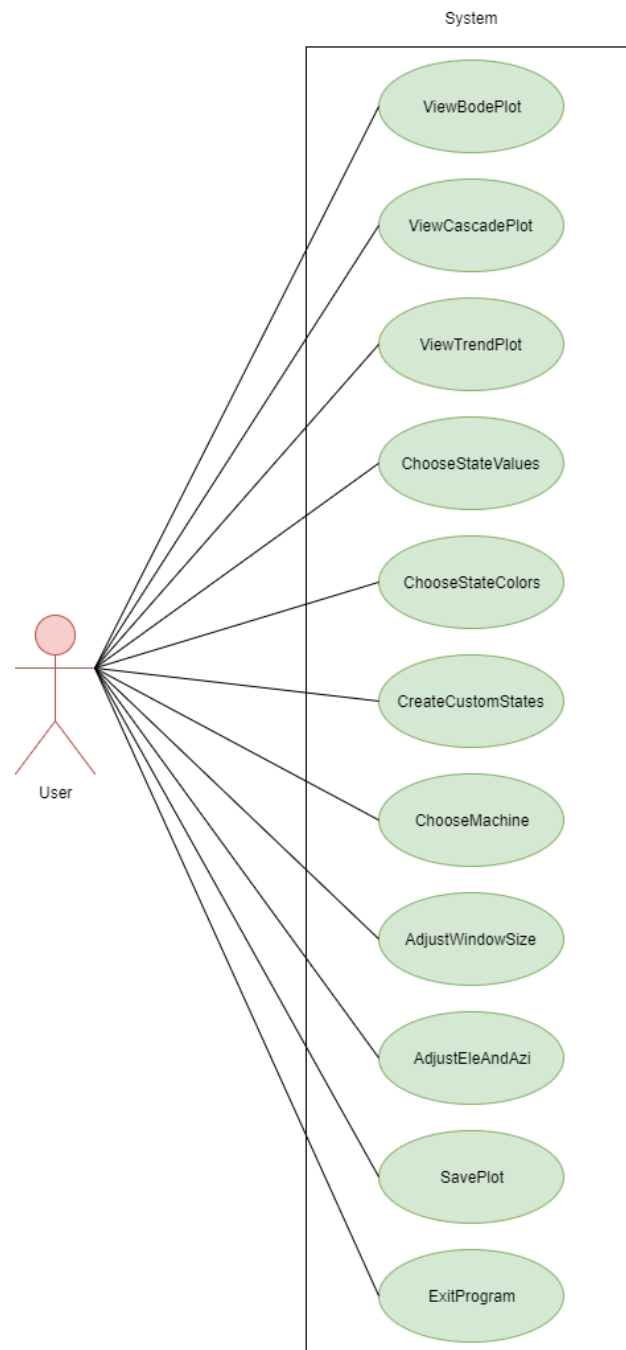 System
ViewBodePlot
ViewCascadePlot
ViewTrendPlot
ChooseStateValues
ChooseStateColors
CreateCustomStates
User
ChooseMachine
AdjustWindowSize
AdjustEleAndAzi
SavePlot
ExitProgram